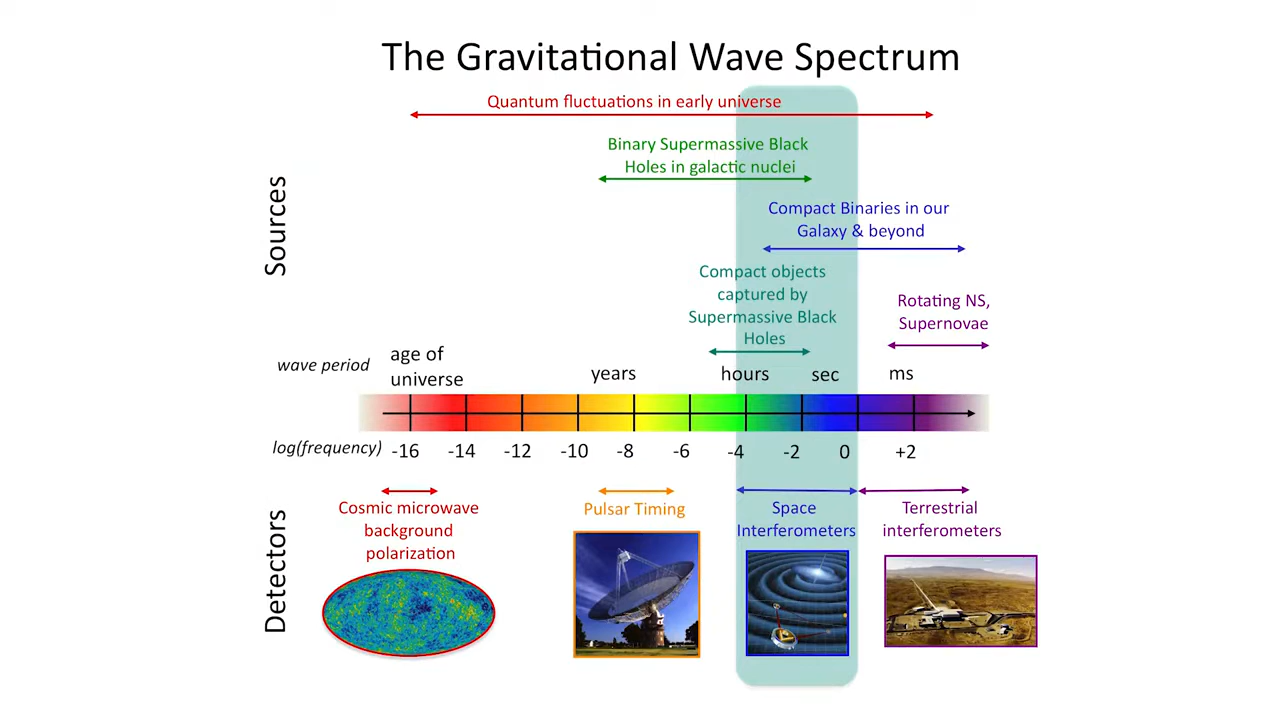 The Gravitational Wave Spectrum
Quantum fluctuations in early universe
Binary Supermassive Black
Holes in galactic nuclei
Compact Binaries in our
Galaxy & beyond
Compact objects
captured by
Supermassive Black
Holes
Rotating NS,
Supernovae
Sources
wave period
age of
universe
years
hours
sec
ms
log(frequency)
-16
-14
-12
-10
-8
-6
-4
-2
0
+2
Detectors
Cosmic microwave
background
polarization
Pulsar Timing
Space
Interferometers
Terrestrial
interferometers